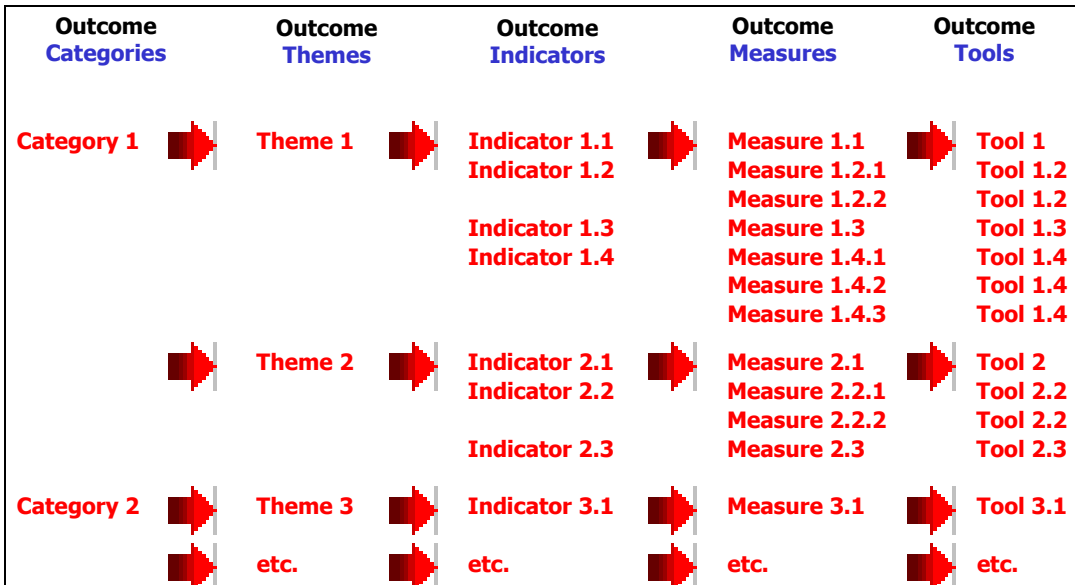 Outcome Outcome Outcome Outcome Outcome
Categories Themes Indicators Measures Tools
Category 1 Theme 1 Indicator 1.1 Measure 1.1 Tool 1
Indicator 1.2 Measure 1.2.1 Tool 1.2
Measure 1.2.2 Tool 1.2
Indicator 1.3 Measure 1.3 Tool 1.3
Indicator 1.4 Measure 1.4.1 Tool 1.4
Measure 1.4.2 Tool 1.4
Measure 1.4.3 Tool 1.4
Theme 2 Indicator 2.1 Measure 2.1 Tool 2
Indicator 2.2 Measure 2.2.1 Tool 2.2
Measure 2.2.2 Tool 2.2
Indicator 2.3 Measure 2.3 Tool 2.3
Category 2 Theme 3 Indicator 3.1 Measure 3.1 Tool 3.1
etc. etc. etc. etc.